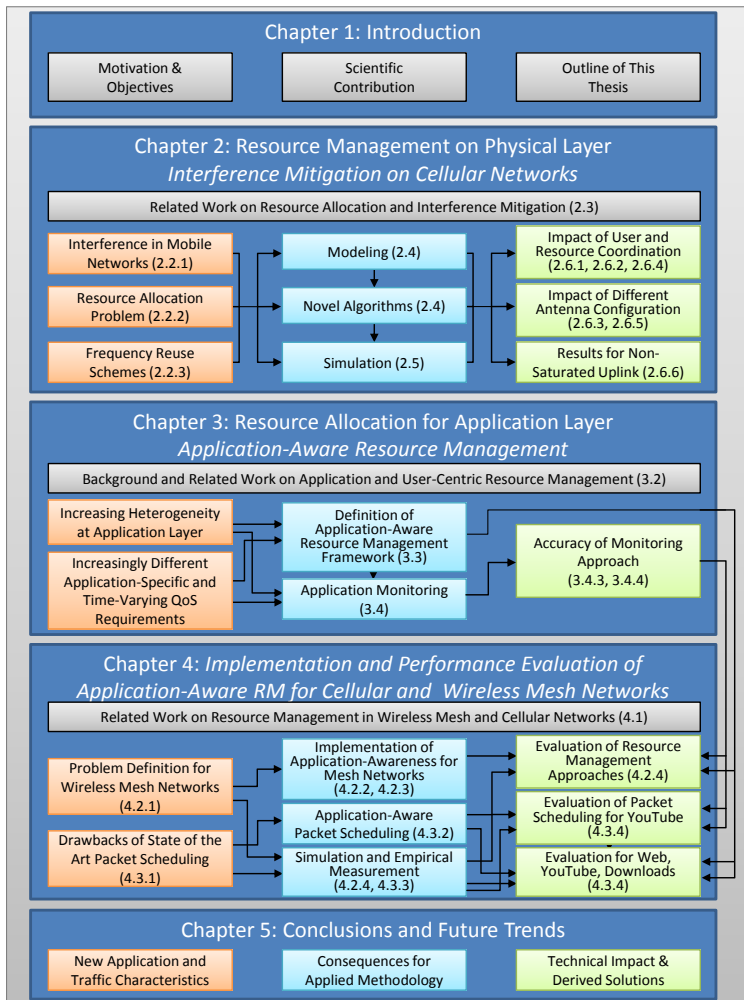 Chapter 1: Introduction
Motivation &
Objectives
Scientific
Contribution
Outline of This
Thesis
Chapter 2: Resource Management on Physical Layer
Interference Mitigation on Cellular Networks
Related Work on Resource Allocation and Interference Mitigation (2.3)
Interference in Mobile
Networks (2.2.1)
Resource Allocation
Problem (2.2.2)
Frequency Reuse
Schemes (2.2.3)
Modeling (2.4)
Novel Algorithms (2.4)
Simulation (2.5)
Impact of User and
Resource Coordination
(2.6.1, 2.6.2, 2.6.4)
Impact of Different
Antenna Configuration
(2.6.3, 2.6.5)
Results for Non-
Saturated Uplink (2.6.6)
Chapter 3: Resource Allocation for Application Layer
Application-Aware Resource Management
Background and Related Work on Application and User-Centric Resource Management (3.2)
Increasing Heterogeneity
at Application Layer
Increasingly Different
Application-Specific and
Time-Varying QoS
Requirements
Definition of
Application-Aware
Resource Management
Framework (3.3)
Application Monitoring
(3.4)
Accuracy of Monitoring
Approach
(3.4.3, 3.4.4)
Chapter 4: Implementation and Performance Evaluation of
Application-Aware RM for Cellular and Wireless Mesh Networks
Related Work on Resource Management in Wireless Mesh and Cellular Networks (4.1)
Problem Definition for
Wireless Mesh Networks
(4.2.1)
Drawbacks of State of the
Art Packet Scheduling
(4.3.1)
Implementation of
Application-Awareness for
Mesh Networks
(4.2.2, 4.2.3)
Application-Aware
Packet Scheduling (4.3.2)
Simulation and Empirical
Measurement
(4.2.4, 4.3.3)
Evaluation of Resource
Management
Approaches (4.2.4)
Evaluation of Packet
Scheduling for YouTube
(4.3.4)
Evaluation for Web,
YouTube, Downloads
(4.3.4)
Chapter 5: Conclusions and Future Trends
New Application and
Traffic Characteristics
Consequences for
Applied Methodology
Technical Impact &
Derived Solutions